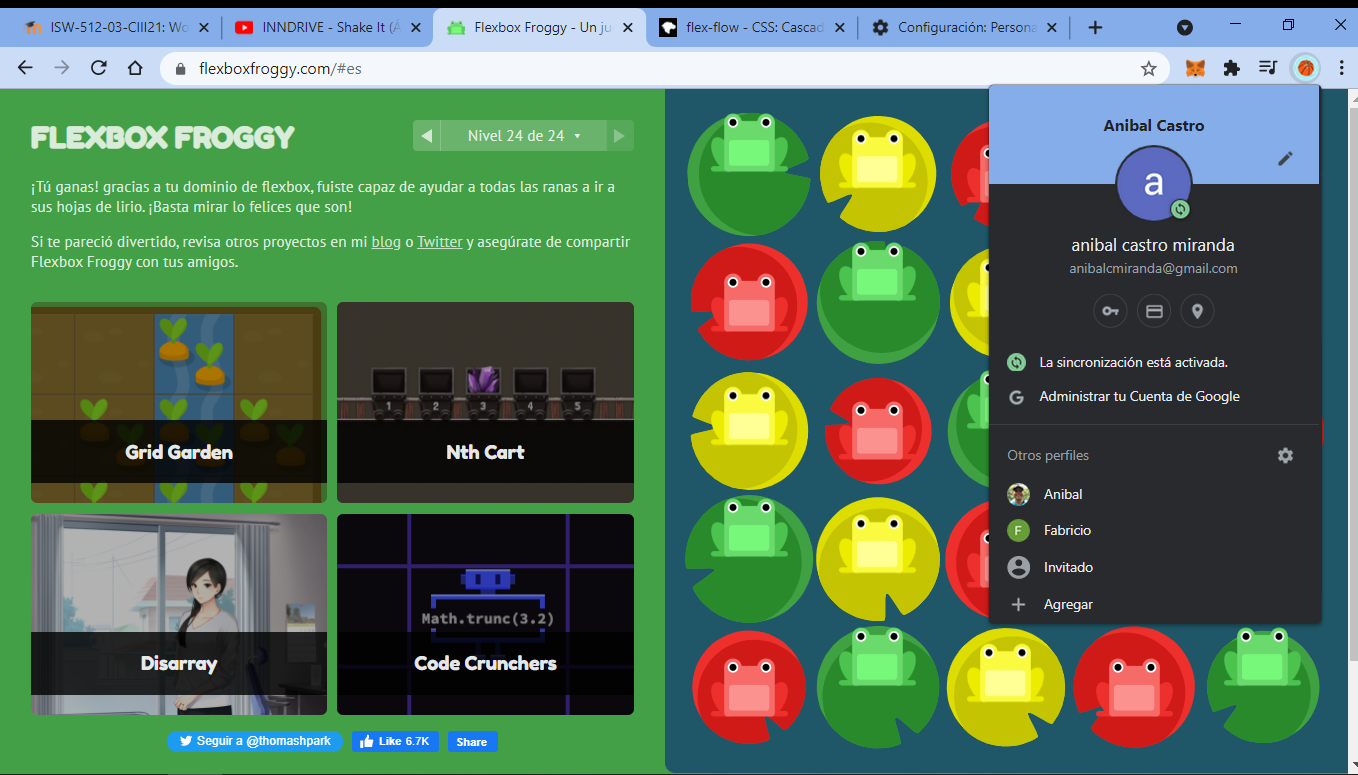 ISW-512-03-CIII21: Wo
INNDRIVE - Shake It (A
Flexbox Froggy - Un ju
flex-flow - CSS: Cascad
Configuración: Persona
flexboxfroggy.com/#es
FLEXBOX FROGGY
Nivel 24 de 24
¡Tú ganas! gracias a tu dominio de flexbox, fuiste capaz de ayudar a todas las ranas a ir a
sus hojas de lirio. ¡Basta mirar lo felices que son!
Si te pareció divertido, revisa otros proyectos en mi blog o Twitter y asegúrate de compartir
Flexbox Froggy con tus amigos.
Grid Garden
1 2 3 4 5
Nth Cart
Disarray
Math.trunc(3.2)
Code Crunchers
Seguir a @thomashpark
Like 6.7K
Share
Anibal Castro
a
anibal castro miranda
anibalcmiranda@gmail.com
La sincronización está activada.
G Administrar tu Cuenta de Google
Otros perfiles
Anibal
F Fabricio
Invitado
Agregar